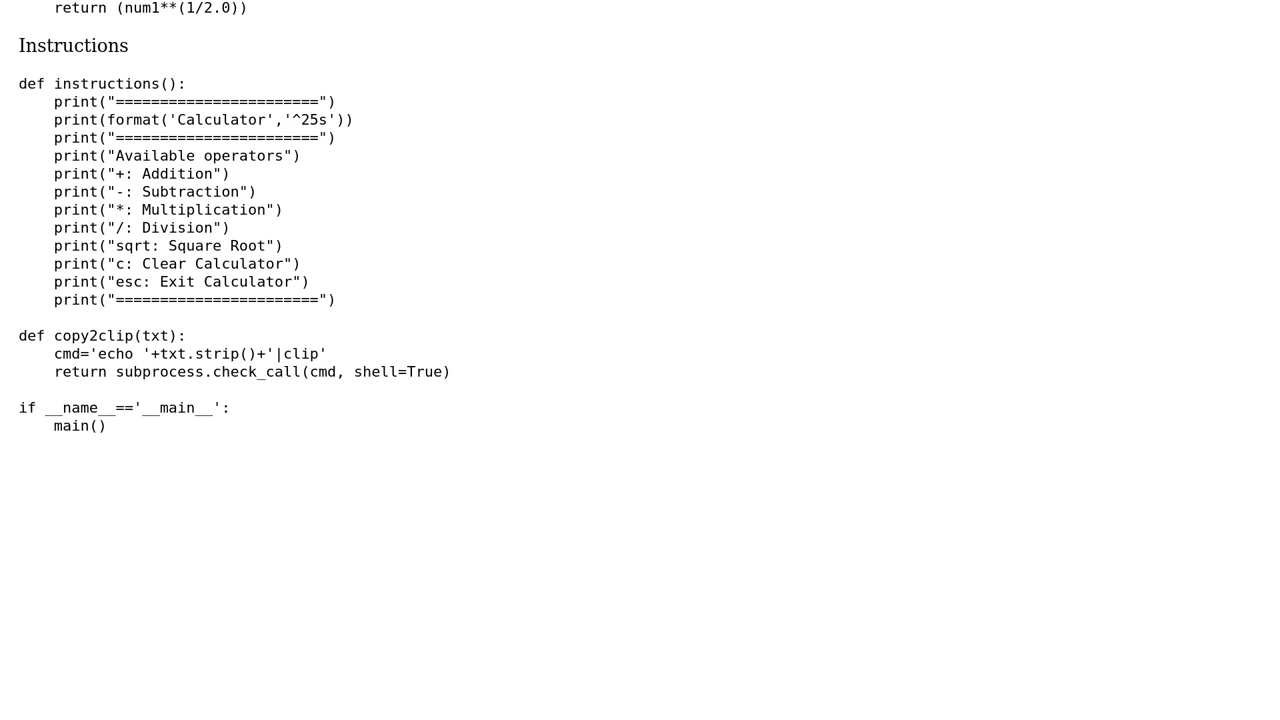 return (num1**(1/2.0))
Instructions
def instructions():
    print("=======================")
    print(format('Calculator','^25s'))
    print("=======================")
    print("Available operators")
    print("+: Addition")
    print("-: Subtraction")
    print("*: Multiplication")
    print("/: Division")
    print("sqrt: Square Root")
    print("c: Clear Calculator")
    print("esc: Exit Calculator")
    print("=======================")
def copy2clip(txt):
    cmd='echo '+txt.strip()+'|clip'
    return subprocess.check_call(cmd, shell=True)
if __name__=='__main__':
    main()